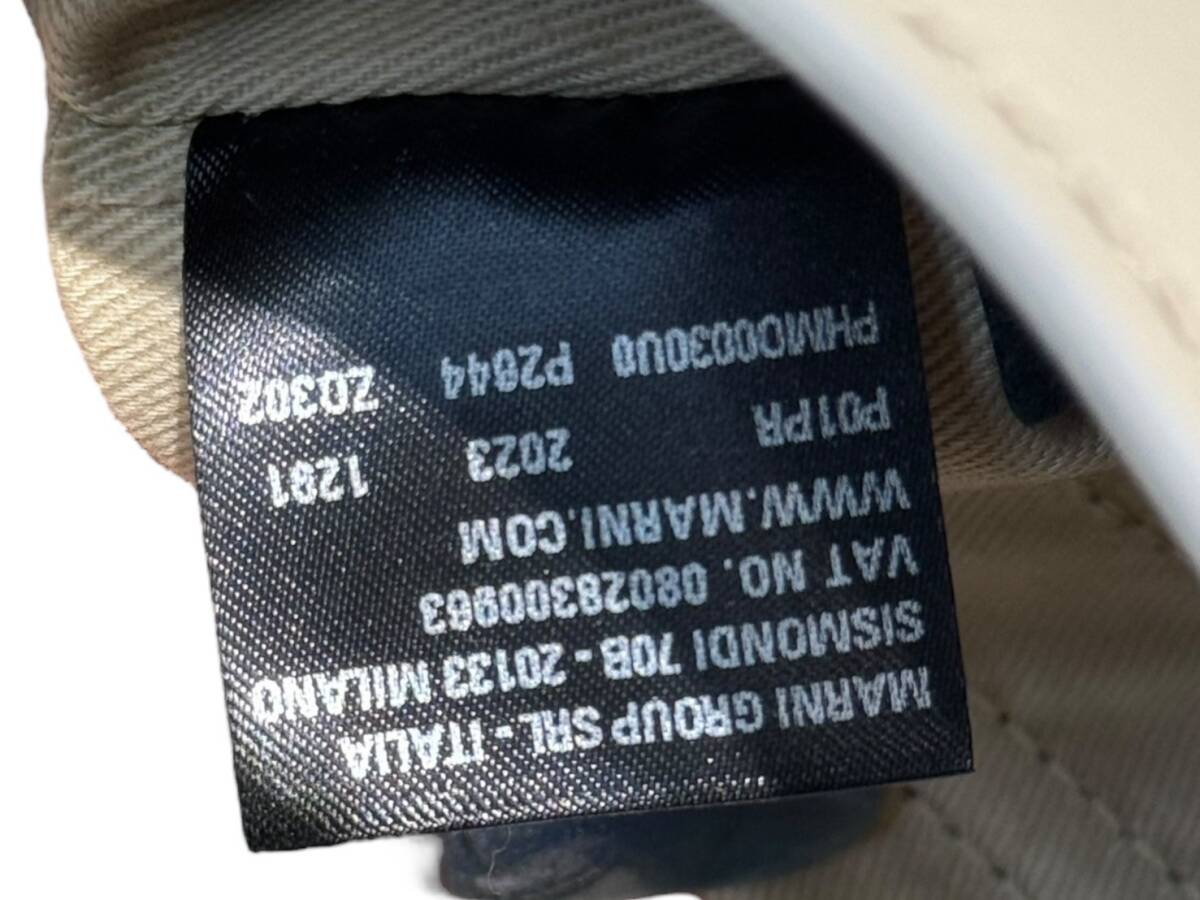 MARNI GROUP SRL - ITALIA
SISMONDI 70B - 20133 MILANO
VAT NO. 08028300963
WWW.MARNI.COM
P01PR 2023 1291
PHMO0030U0 P2644 ZO302